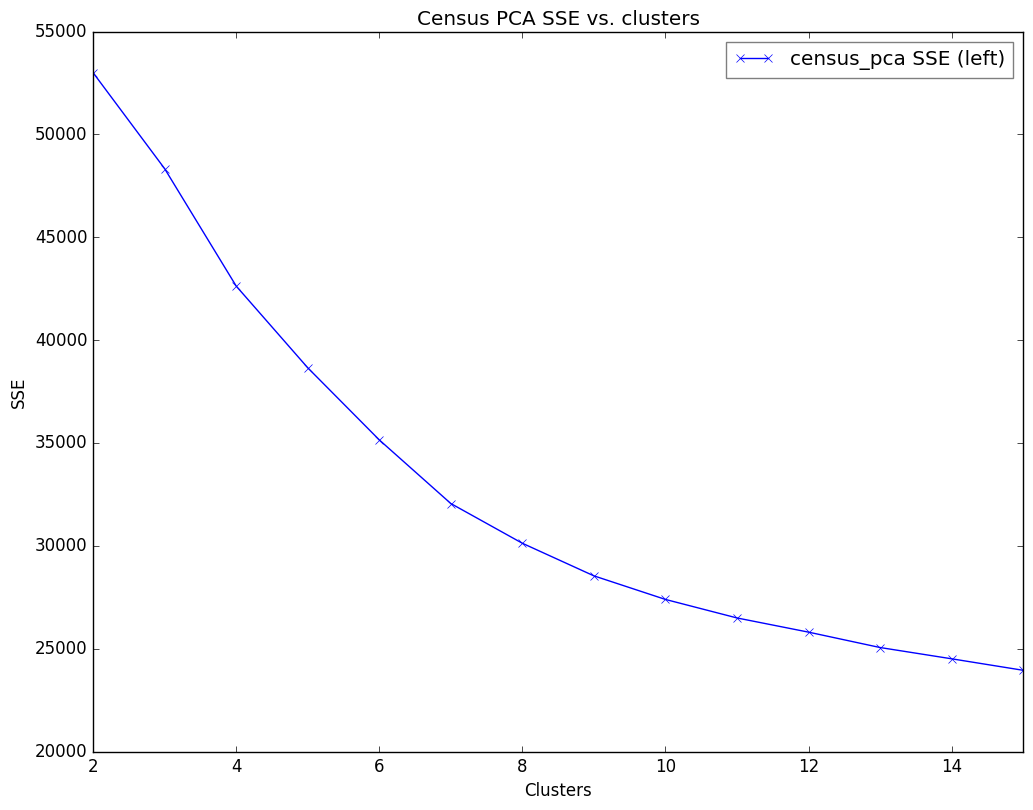 Census PCA SSE vs. clusters
census_pca SSE (left)
55000
50000
45000
40000
35000
30000
25000
20000
SSE
2 4 6 8 10 12 14
Clusters